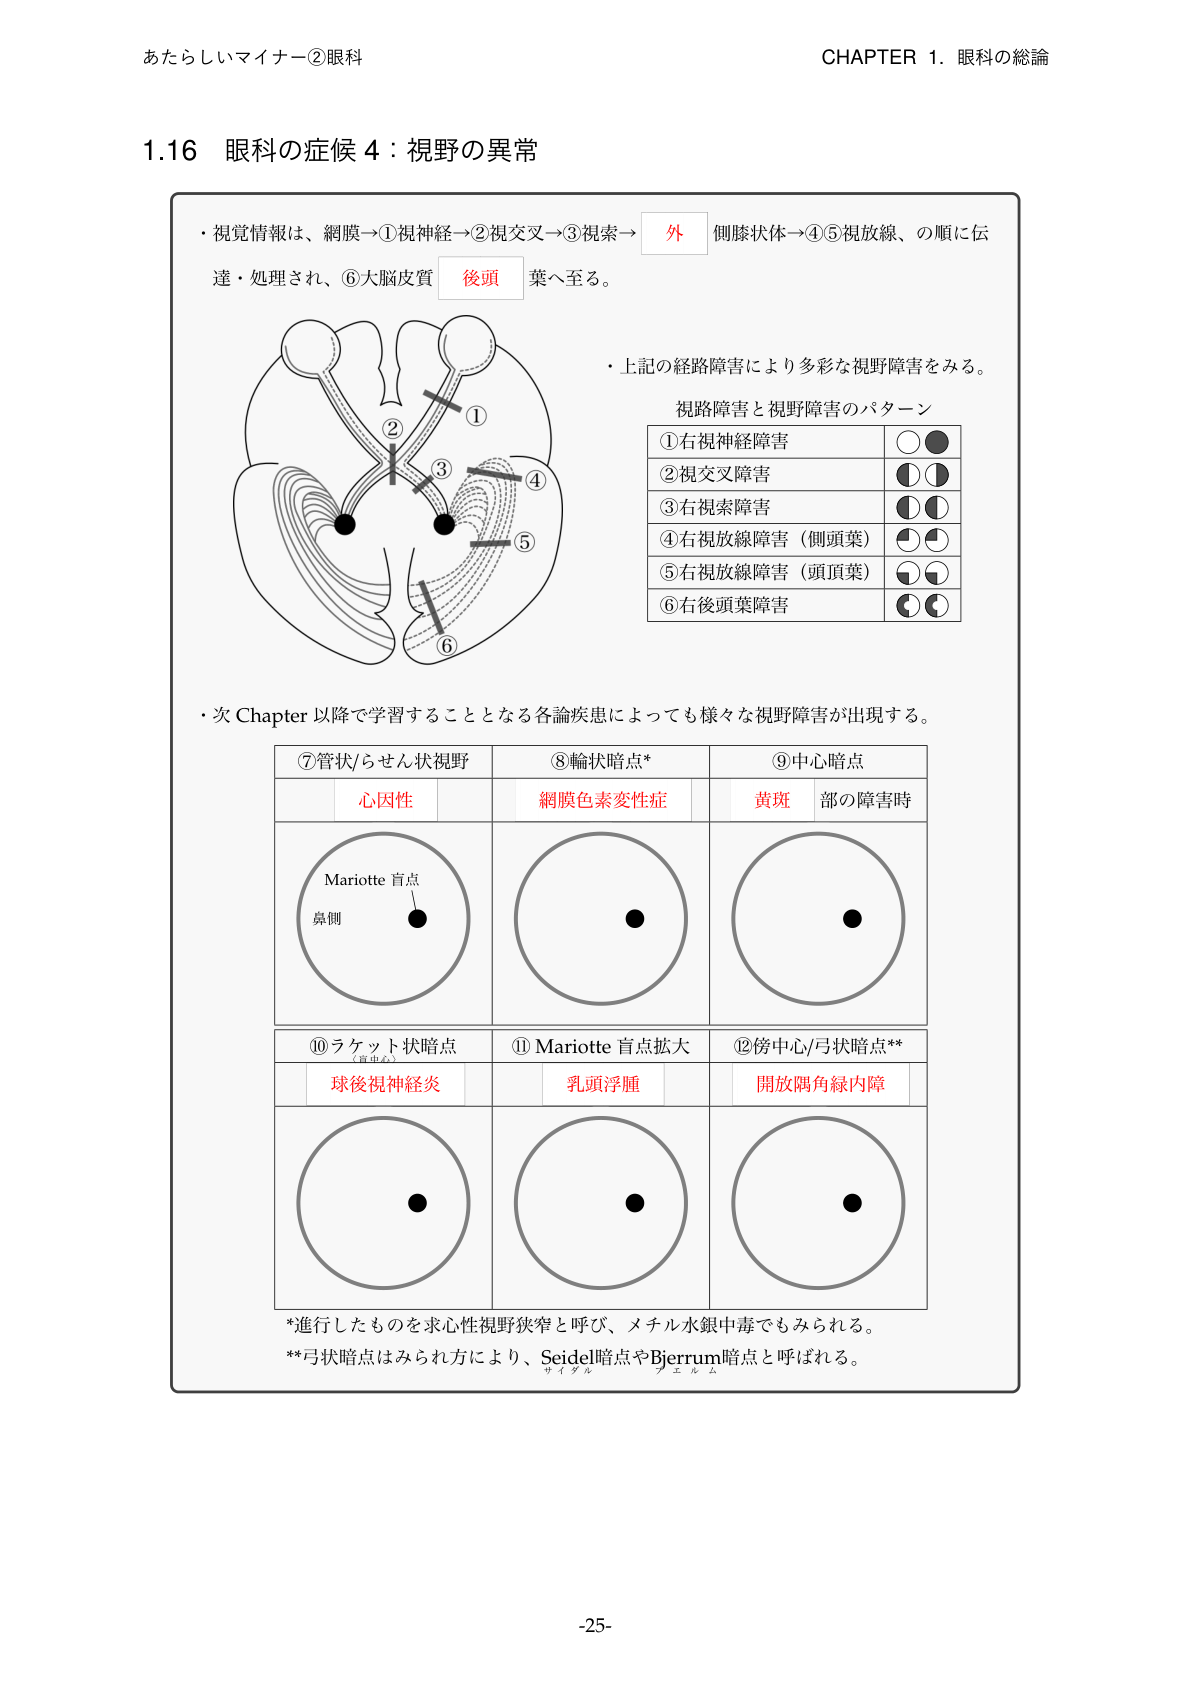 あたらしいマイナー②眼科
CHAPTER 1. 眼科の総論
1.16 眼科の症候 4：視野の異常
・視覚情報は、網膜→①視神経→②視交叉→③視索→ 外 側膝状体→④⑤視放線、の順に伝
達・処理され、⑥大脳皮質 後頭 葉へ至る。
①
②
③
④
⑤
⑥
・上記の経路障害により多彩な視野障害をみる。
視路障害と視野障害のパターン
①右視神経障害
②視交叉障害
③右視索障害
④右視放線障害（側頭葉）
⑤右視放線障害（頭頂葉）
⑥右後頭葉障害
・次 Chapter 以降で学習することとなる各論疾患によっても様々な視野障害が出現する。
⑦管状/らせん状視野 ⑧輪状暗点* ⑨中心暗点
心因性 網膜色素変性症 黄斑 部の障害時
Mariotte 盲点
鼻側
⑩ラケット状暗点 ⑪ Mariotte 盲点拡大 ⑫傍中心/弓状暗点**
（盲中心）
球後視神経炎 乳頭浮腫 開放隅角緑内障
*進行したものを求心性視野狭窄と呼び、メチル水銀中毒でもみられる。
**弓状暗点はみられ方により、Seidel暗点やBjerrum暗点と呼ばれる。
サイダル ブエルム
-25-